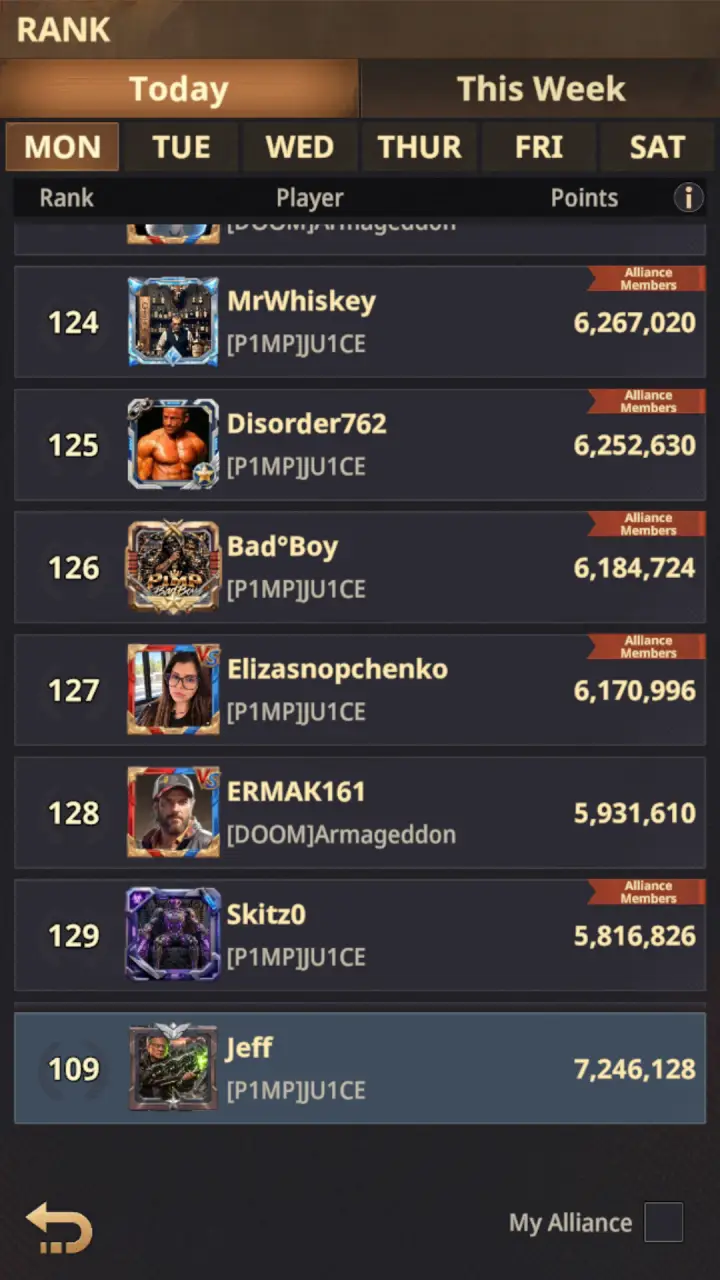 RANK
Today
This Week
MON TUE WED THUR FRI SAT
Rank Player Points
[DOOM]Armageddon
Alliance
Members
124 MrWhiskey 6,267,020
[P1MP]JU1CE
Alliance
Members
125 Disorder762 6,252,630
[P1MP]JU1CE
Alliance
Members
126 Bad°Boy 6,184,724
[P1MP]JU1CE
Alliance
Members
127 Elizasnopchenko 6,170,996
[P1MP]JU1CE
128 ERMAK161 5,931,610
[DOOM]Armageddon
Alliance
Members
129 Skitz0 5,816,826
[P1MP]JU1CE
109 Jeff 7,246,128
[P1MP]JU1CE
My Alliance